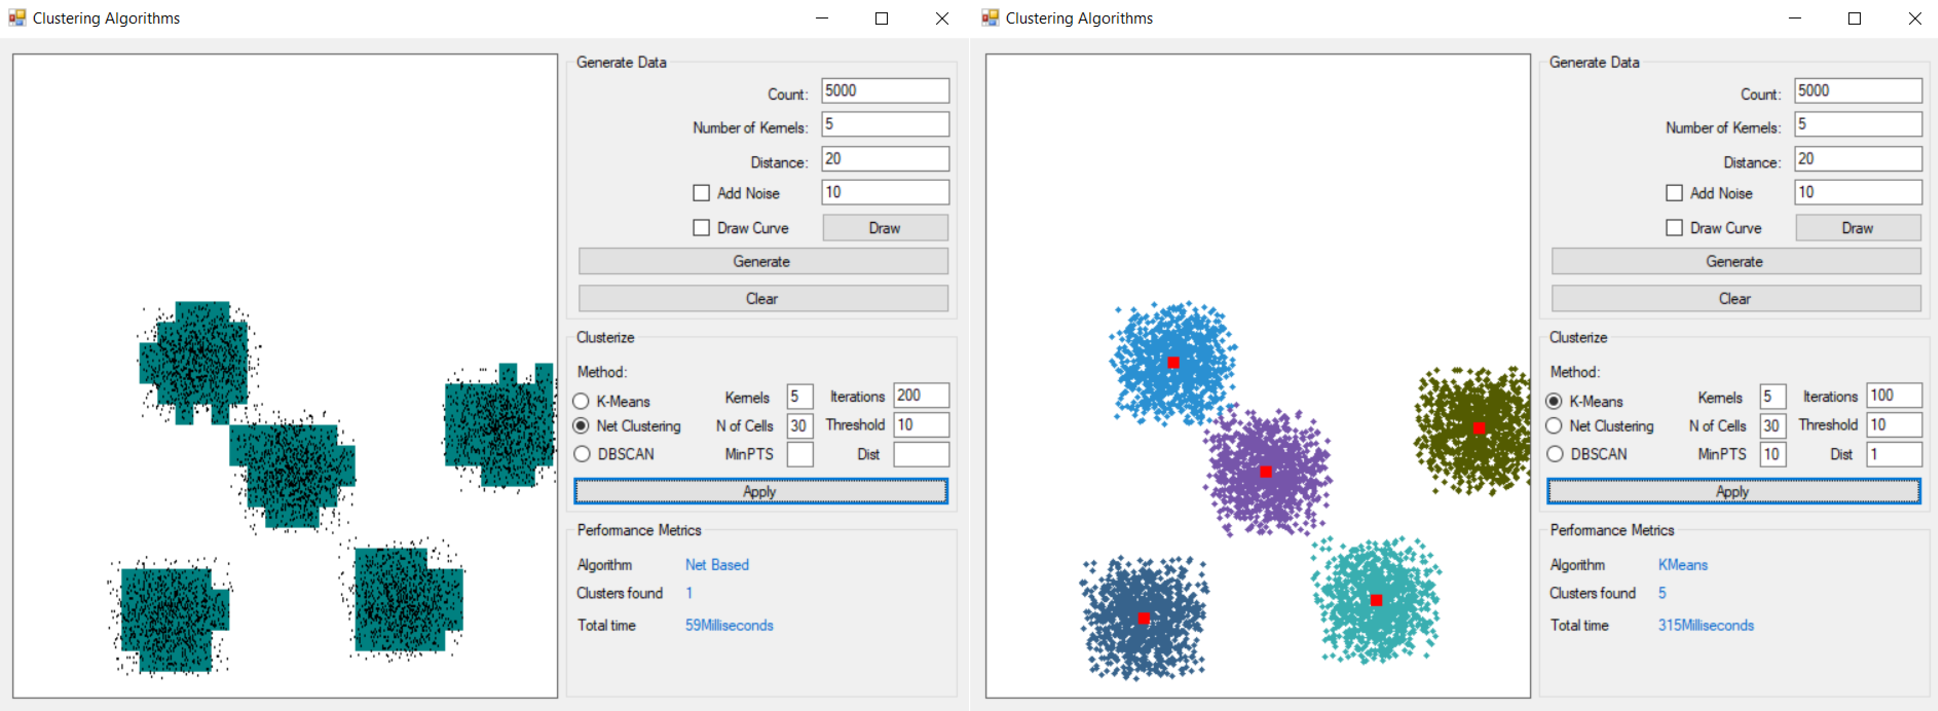 Clustering Algorithms
Generate Data
Count: 5000
Number of Kernels: 5
Distance: 20
Add Noise 10
Draw Curve Draw
Generate
Clear
Clusterize
Method:
K-Means Kernels 5 Iterations 200
Net Clustering N of Cells 30 Threshold 10
DBSCAN MinPTS Dist
Apply
Performance Metrics
Algorithm Net Based
Clusters found 1
Total time 59Milliseconds
Clustering Algorithms
Generate Data
Count: 5000
Number of Kernels: 5
Distance: 20
Add Noise 10
Draw Curve Draw
Generate
Clear
Clusterize
Method:
K-Means Kernels 5 Iterations 100
Net Clustering N of Cells 30 Threshold 10
DBSCAN MinPTS 10 Dist 1
Apply
Performance Metrics
Algorithm KMeans
Clusters found 5
Total time 315Milliseconds